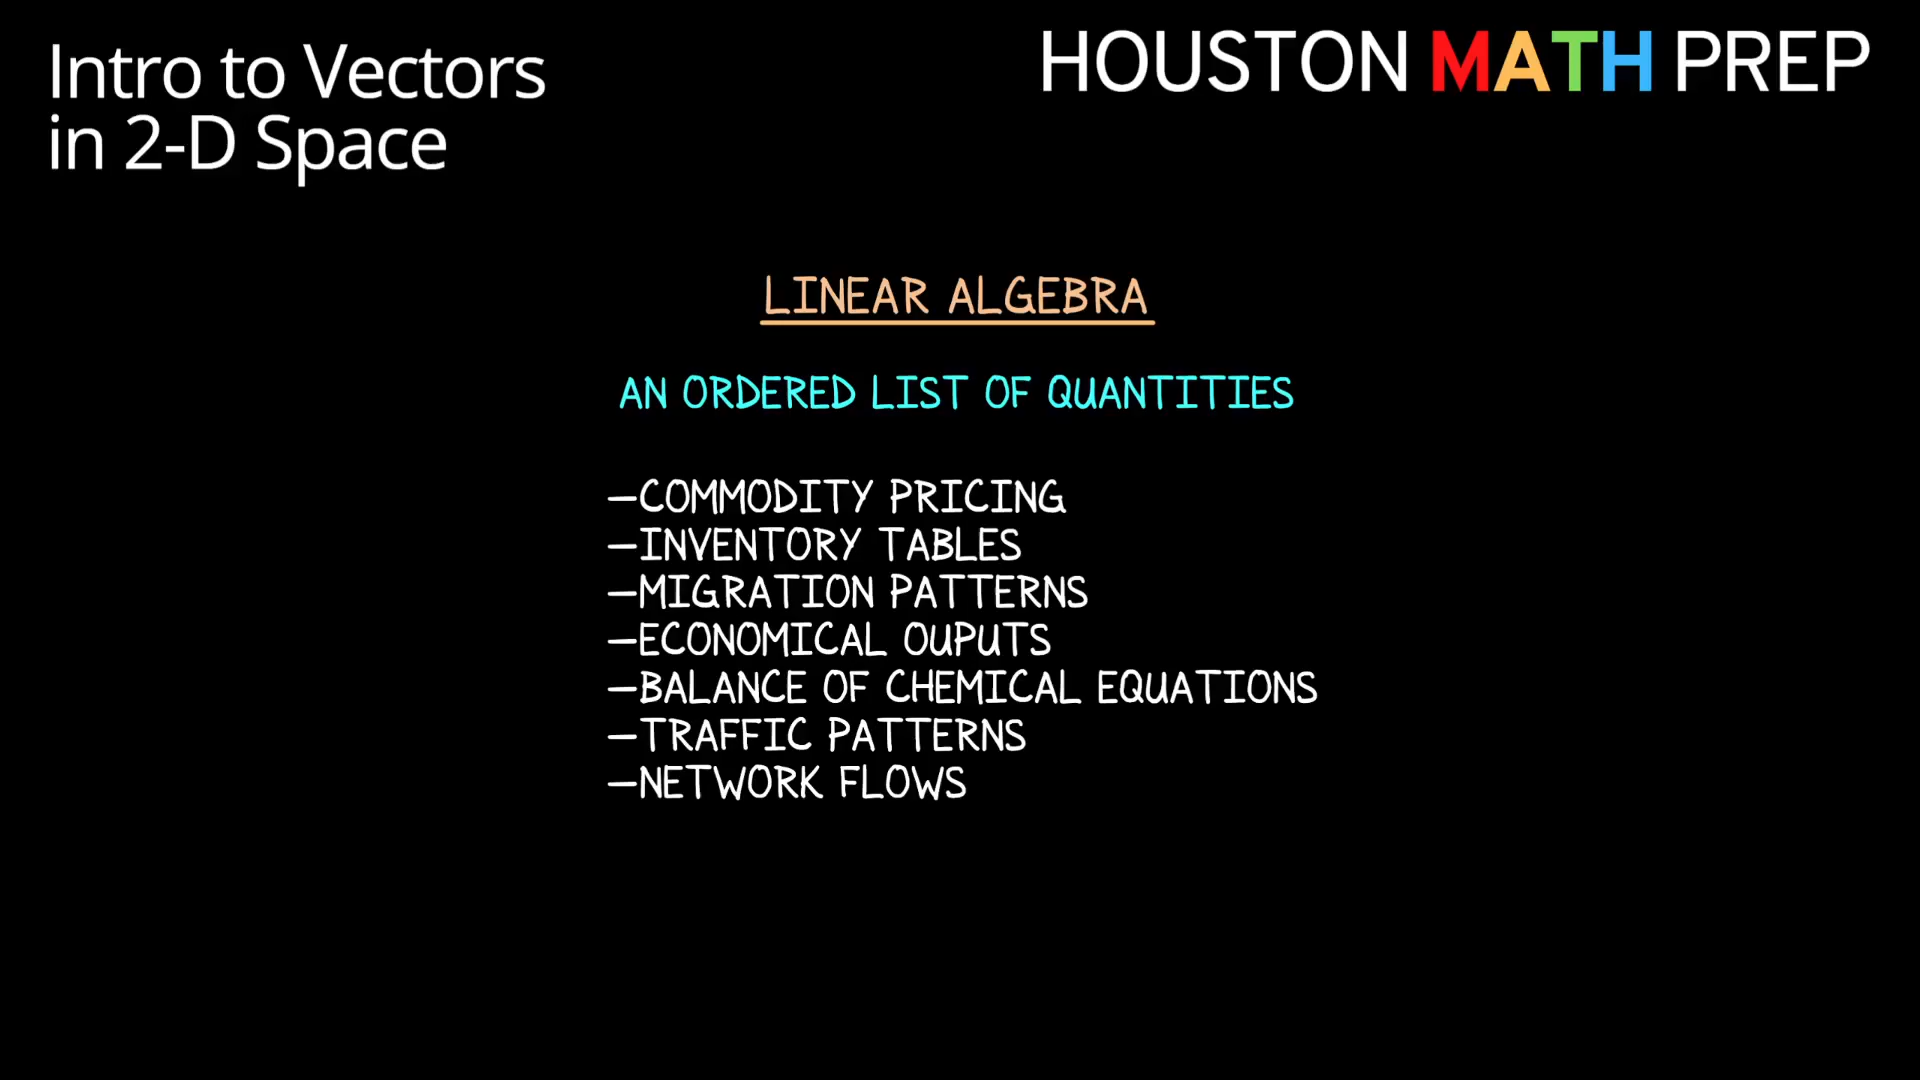 Intro to Vectors
in 2-D Space
HOUSTON MATH PREP
LINEAR ALGEBRA
AN ORDERED LIST OF QUANTITIES
—COMMODITY PRICING
—INVENTORY TABLES
—MIGRATION PATTERNS
—ECONOMICAL OUPUTS
—BALANCE OF CHEMICAL EQUATIONS
—TRAFFIC PATTERNS
—NETWORK FLOWS